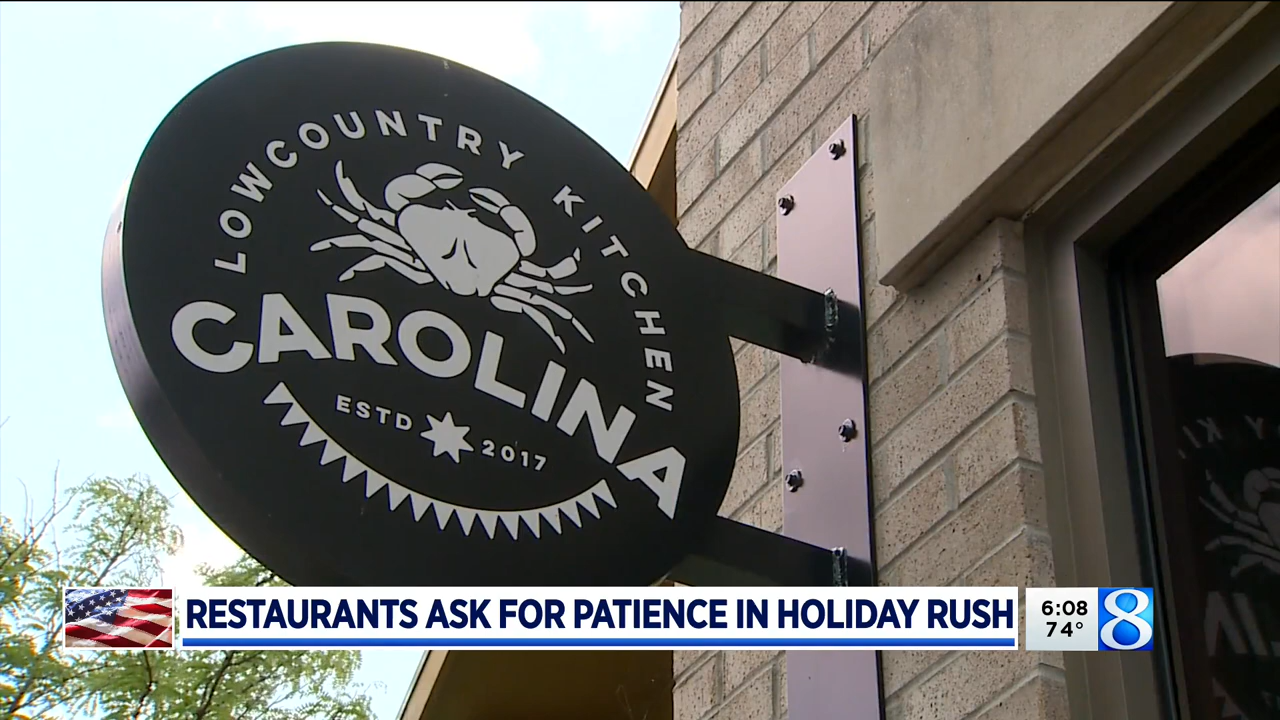 LOWCOUNTRY KITCHEN
CAROLINA
ESTD 2017
RESTAURANTS ASK FOR PATIENCE IN HOLIDAY RUSH
6:08
74°
8